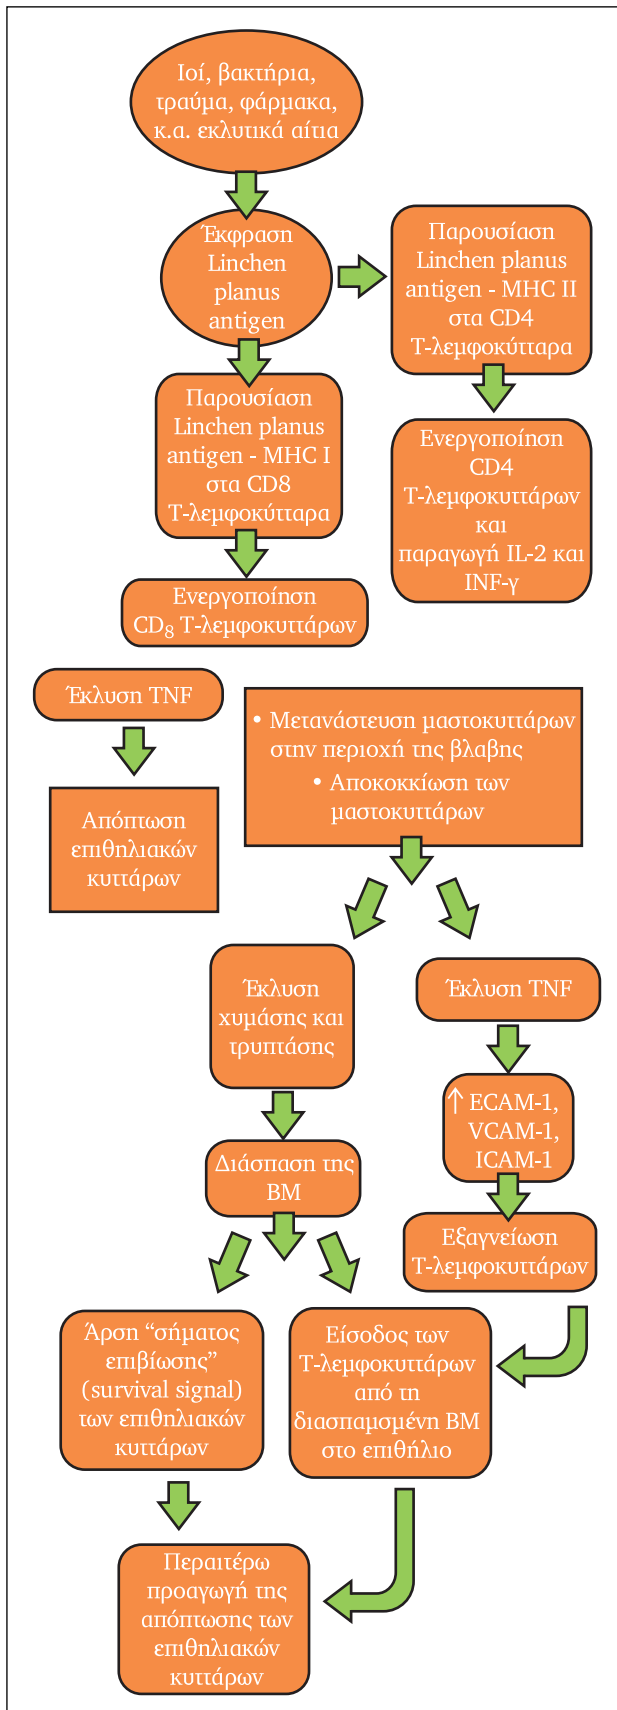 Ιοί, βακτήρια,
τραύμα, φάρμακα,
κ.α. εκλυτικά αίτια
Έκφραση
Linchen
planus
antigen
Παρουσίαση
Linchen planus
antigen - MHC II
στα CD4
Τ-λεμφοκύτταρα
Παρουσίαση
Linchen planus
antigen - MHC I
στα CD8
Τ-λεμφοκύτταρα
Ενεργοποίηση
CD4
Τ-λεμφοκυττάρων
και
παραγωγή IL-2 και
INF-γ
Ενεργοποίηση
CD8 Τ-λεμφοκυττάρων
Έκλυση TNF
Απόπτωση
επιθηλιακών
κυττάρων
• Μετανάστευση μαστοκυττάρων
στην περιοχή της βλαβης
• Αποκοκκίωση των
μαστοκυττάρων
Έκλυση
χυμάσης και
τρυπτάσης
Έκλυση TNF
↑ ECAM-1,
VCAM-1,
ICAM-1
Διάσπαση της
ΒΜ
Εξαγνείωση
Τ-λεμφοκυττάρων
Άρση “σήματος
επιβίωσης”
(survival signal)
των επιθηλιακών
κυττάρων
Είσοδος των
Τ-λεμφοκυττάρων
από τη
διασπαμσμένη ΒΜ
στο επιθήλιο
Περαιτέρω
προαγωγή της
απόπτωσης των
επιθηλιακών
κυττάρων